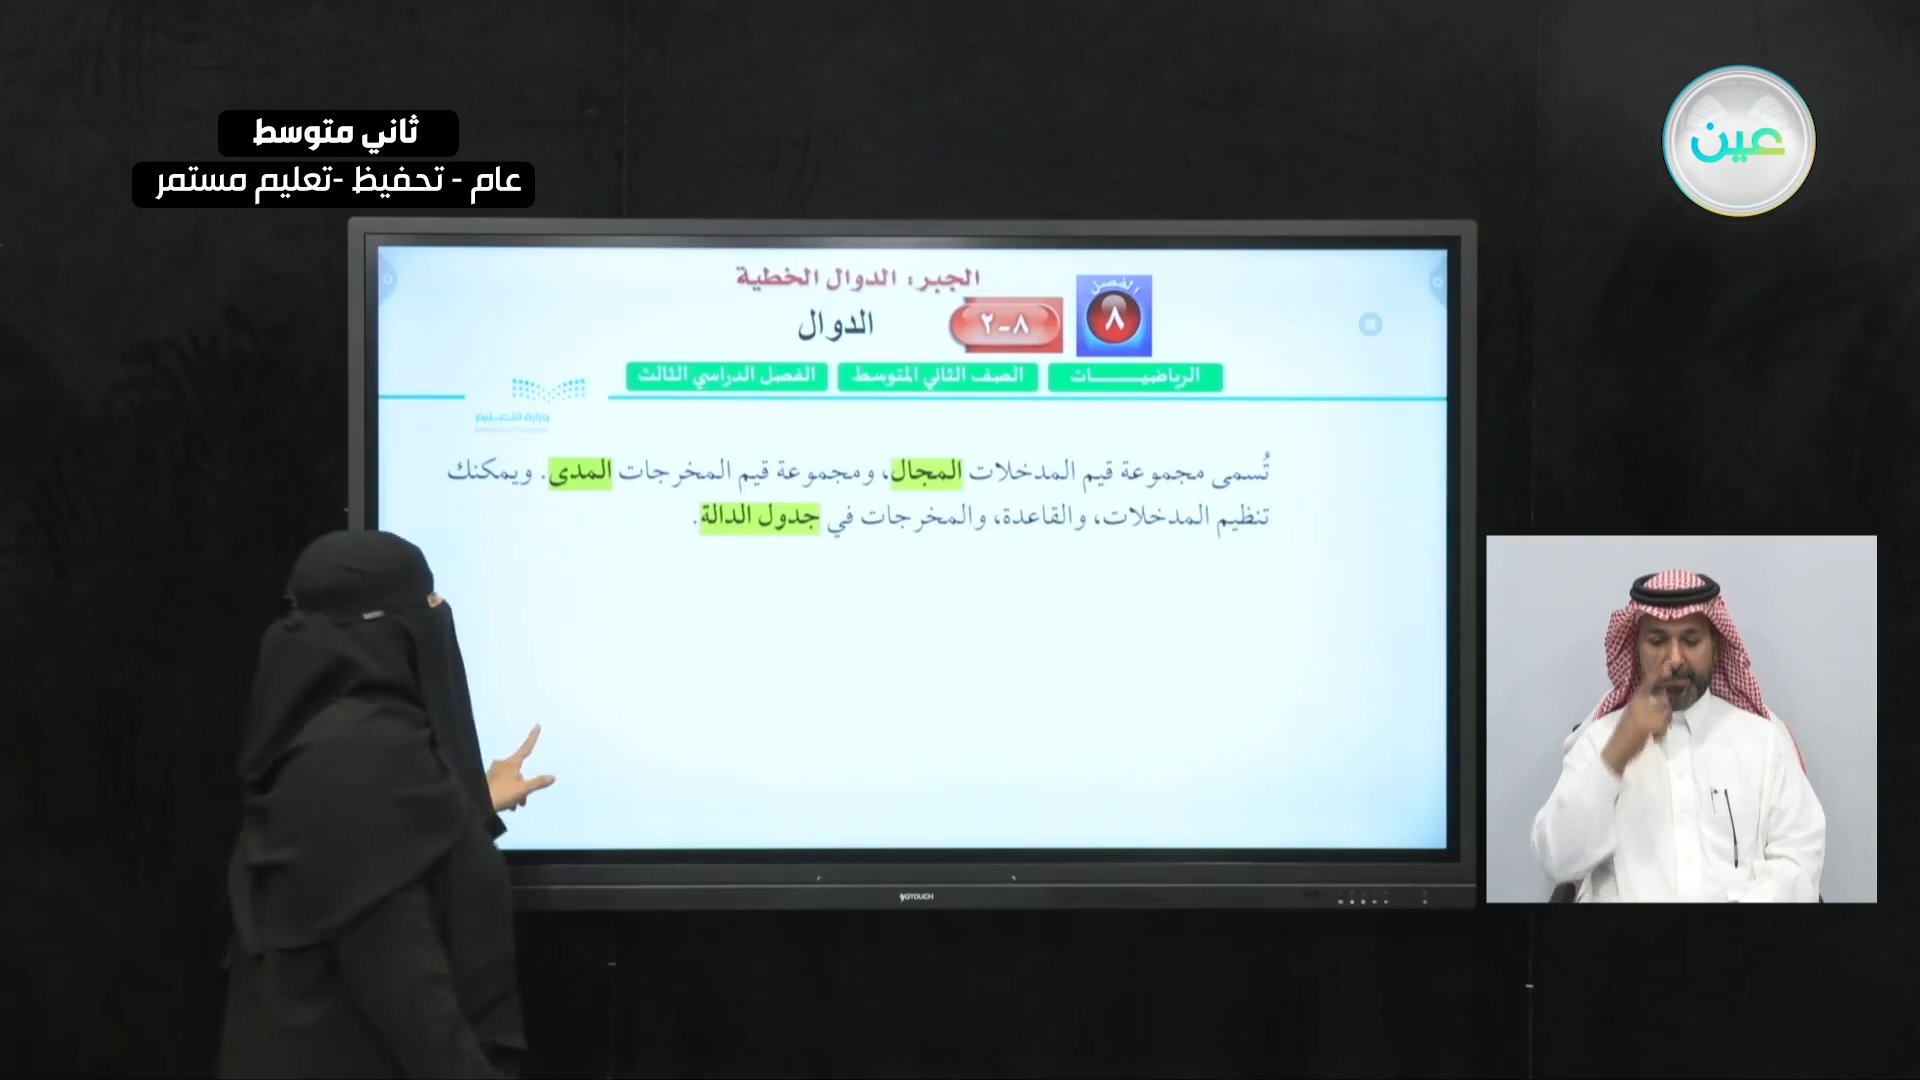 ثاني متوسط
عام - تحفيظ -تعليم مستمر
عين
الجبر: الدوال الخطية
الفصل
٨
٨-٢
الدوال
الرياضيـــــــات
الصف الثاني المتوسط
الفصل الدراسي الثالث
وزارة التعليم
تُسمى مجموعة قيم المدخلات المجال، ومجموعة قيم المخرجات المدى. ويمكنك
تنظيم المدخلات، والقاعدة، والمخرجات في جدول الدالة.